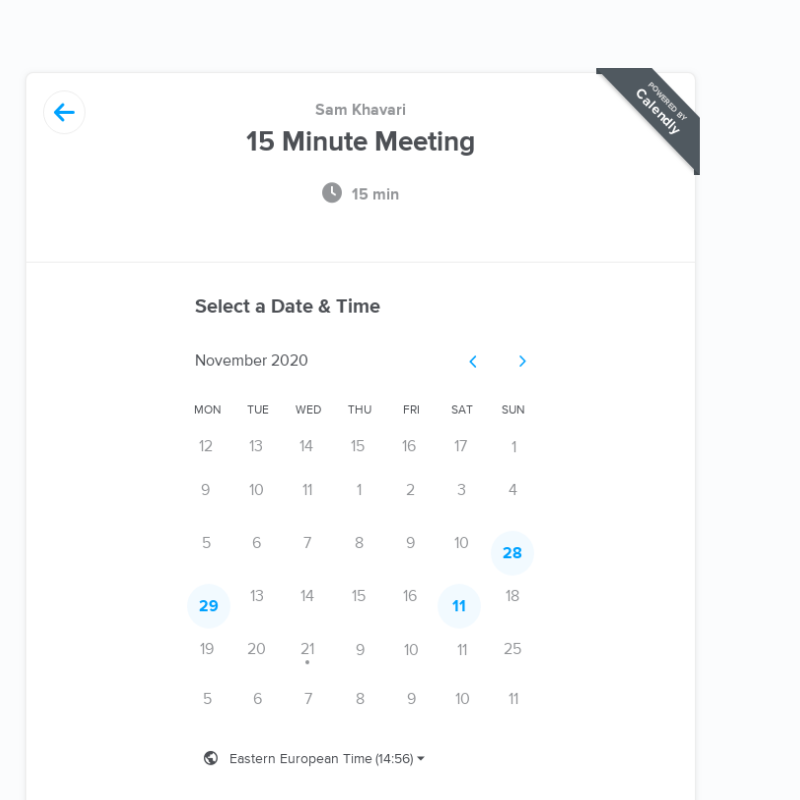 POWERED BY
Calendly
Sam Khavari
15 Minute Meeting
15 min
Select a Date & Time
November 2020
MON TUE WED THU FRI SAT SUN
12 13 14 15 16 17 1
9 10 11 1 2 3 4
5 6 7 8 9 10 28
29 13 14 15 16 11 18
19 20 21 9 10 11 25
5 6 7 8 9 10 11
Eastern European Time (14:56)